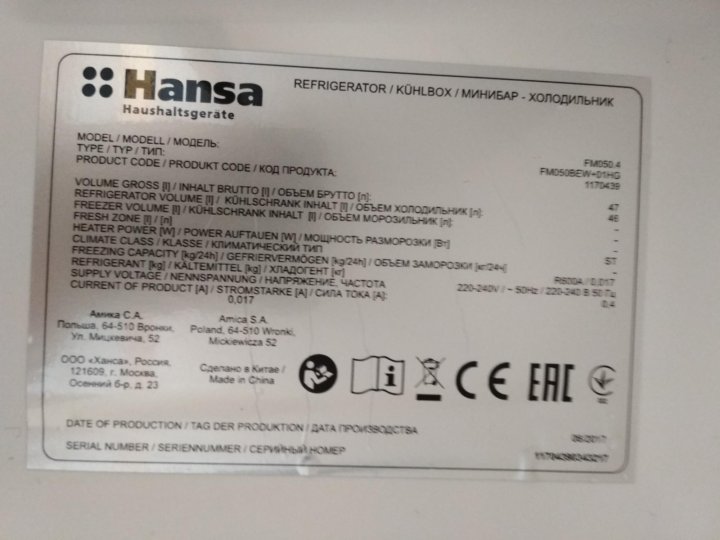 Hansa
Haushaltsgeräte
REFRIGERATOR / KÜHLBOX / МИНИБАР - ХОЛОДИЛЬНИК
MODEL / MODELL / МОДЕЛЬ: FM050.4
TYPE / TYP / ТИП: FM050BEW+01HG
PRODUCT CODE / PRODUKT CODE / КОД ПРОДУКТА: 1170439
VOLUME GROSS [l] / INHALT BRUTTO [l] / ОБЪЕМ БРУТТО [л]: 47
REFRIGERATOR VOLUME [l] / KÜHLSCHRANK INHALT [l] / ОБЪЕМ ХОЛОДИЛЬНИК [л]: 46
FREEZER VOLUME [l] / KÜHLSCHRANK INHALT [l] / ОБЪЕМ МОРОЗИЛЬНИК [л]: -
FRESH ZONE [l] / [л] -
HEATER POWER [W] / POWER AUFTAUEN [W] / МОЩНОСТЬ РАЗМОРОЗКИ [Вт] -
CLIMATE CLASS / KLASSE / КЛИМАТИЧЕСКИЙ ТИП ST
FREEZING CAPACITY [kg/24h] / GEFRIERVERMÖGEN [kg/24h] / ОБЪЕМ ЗАМОРОЗКИ [кг/24ч] -
REFRIGERANT [kg] / KÄLTEMITTEL [kg] / ХЛАДОГЕНТ [кг] R600A / 0,017
SUPPLY VOLTAGE / NENNSPANNUNG / НАПРЯЖЕНИЕ, ЧАСТОТА 220-240V / ~ 50Hz / 220-240 В 50 Гц
CURRENT OF PRODUCT [A] / STROMSTARKE [A] / СИЛА ТОКА [A]: 0,4
0,017
Амика С.А.
Польша, 64-510 Вронки,
Ул. Мицкевича, 52
Amica S.A.
Poland, 64-510 Wronki,
Mickiewicza 52
ООО «Ханса», Россия,
121609, г. Москва,
Осенний б-р, д. 23
Сделано в Китае /
Made in China
i
CE
EAC
DATE OF PRODUCTION / TAG DER PRODUKTION / ДАТА ПРОИЗВОДСТВА 06/2017
SERIAL NUMBER / SERIENNUMMER / СЕРИЙНЫЙ НОМЕР